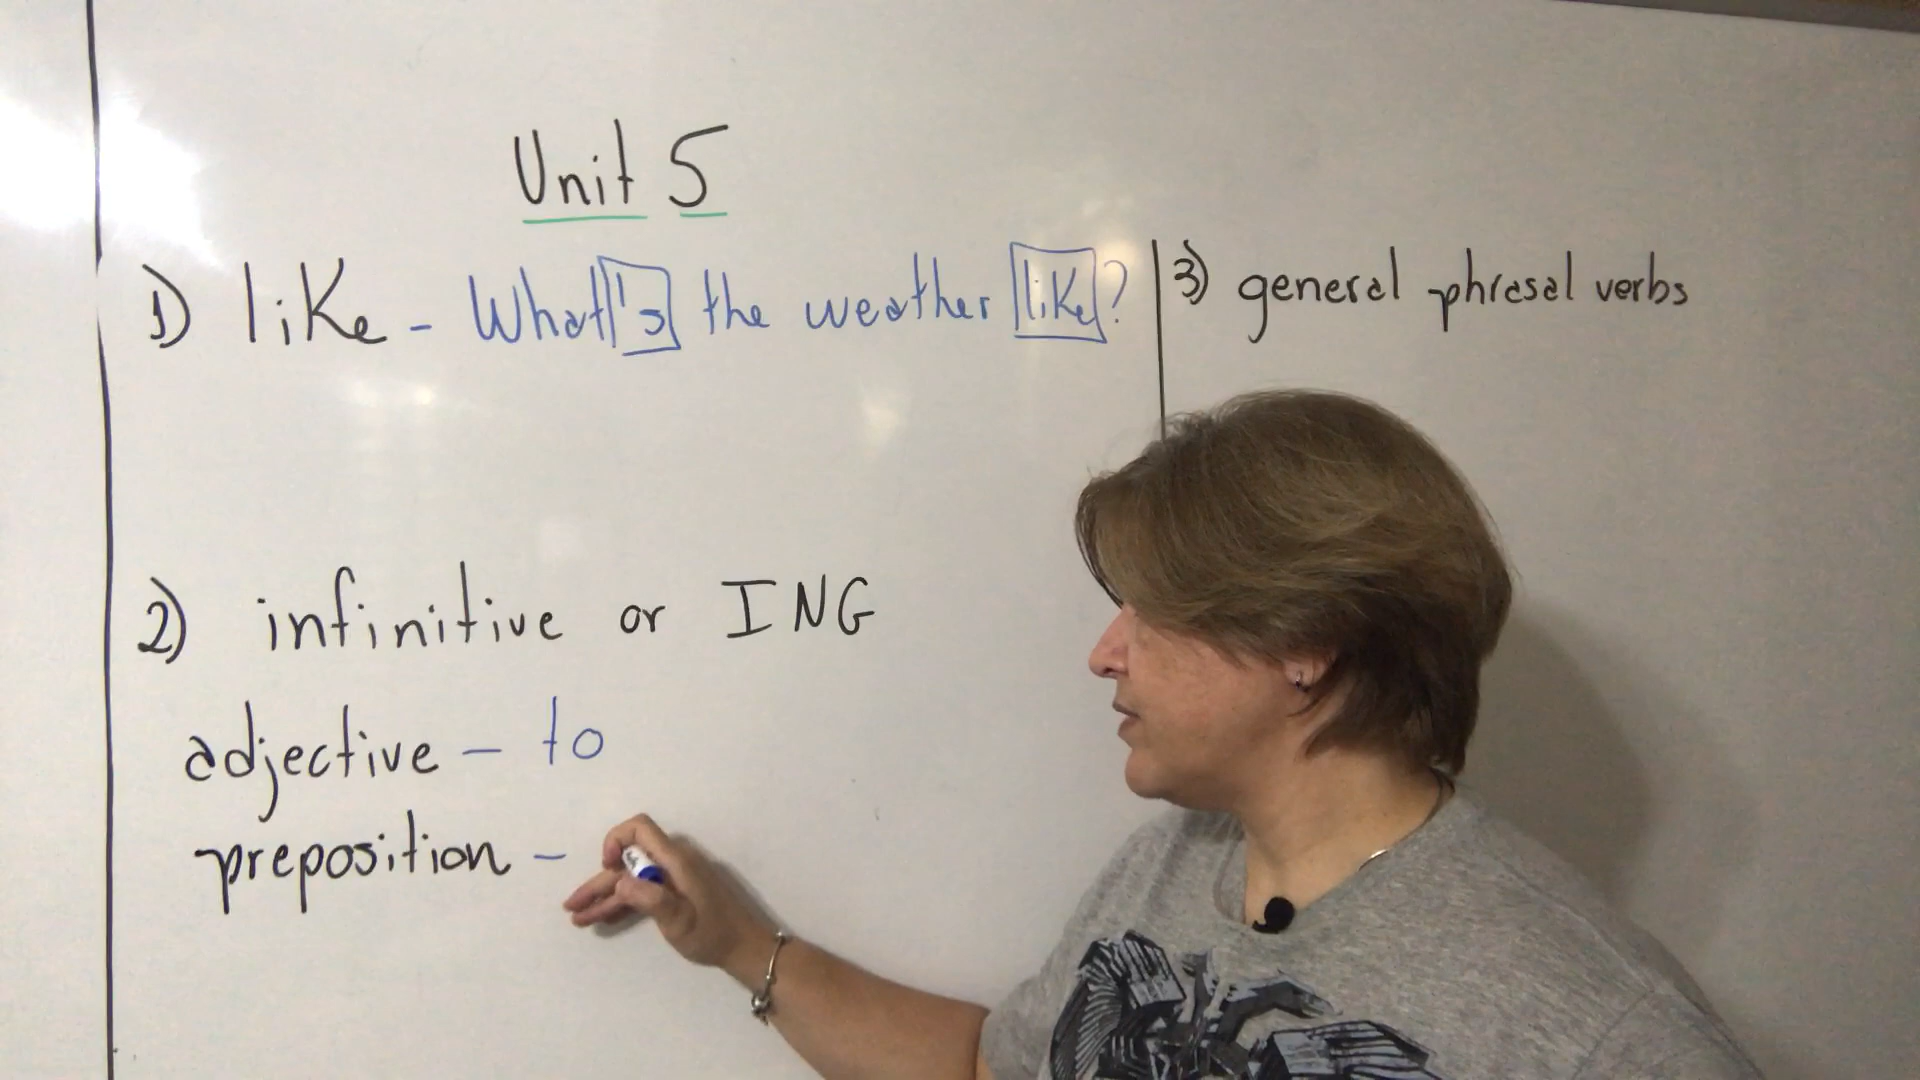 Unit 5
1) like - What's the weather like?
2) infinitive or ING
adjective - to
preposition -
3) general phrasal verbs